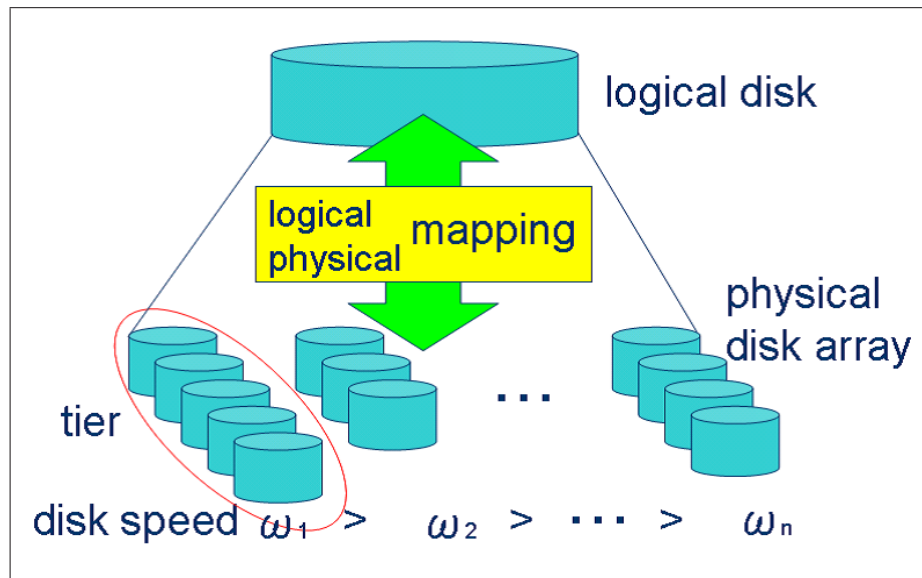 logical disk
logical
physical mapping
physical
disk array
...
tier
disk speed ω1 > ω2 > ... > ωn